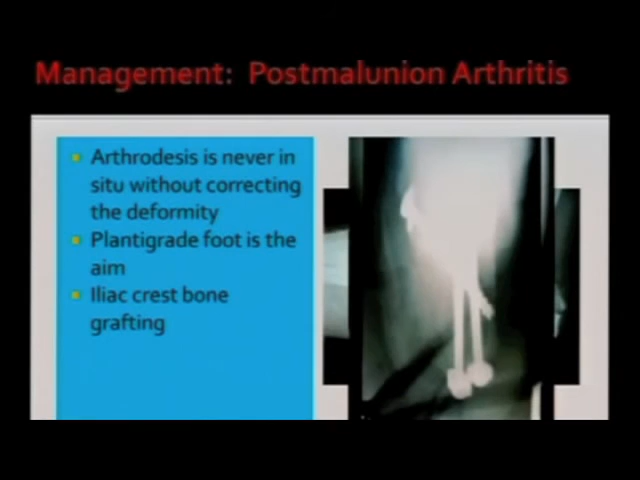 Management:  Postmalunion Arthritis
Arthrodesis is never in
situ without correcting
the deformity
Plantigrade foot is the
aim
Iliac crest bone
grafting